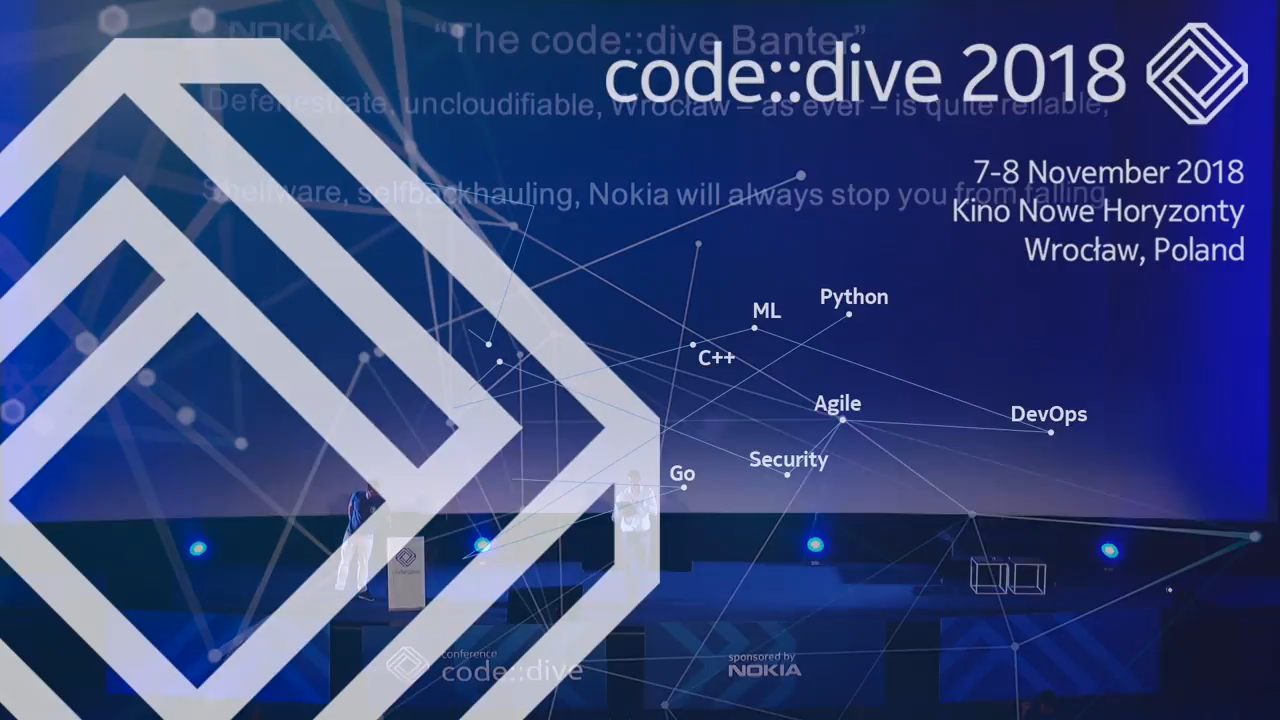 NOKIA
“The code::dive Banter”
code::dive 2018
Defenestrate, uncloudifiable, Wrocław – as ever – is quite reliable,
7-8 November 2018
Shellware, selfbackhauling, Nokia will always stop you from falling
Kino Nowe Horyzonty
Wrocław, Poland
Python
ML
C++
Agile
DevOps
Security
Go
conference
code::dive
sponsored by
NOKIA